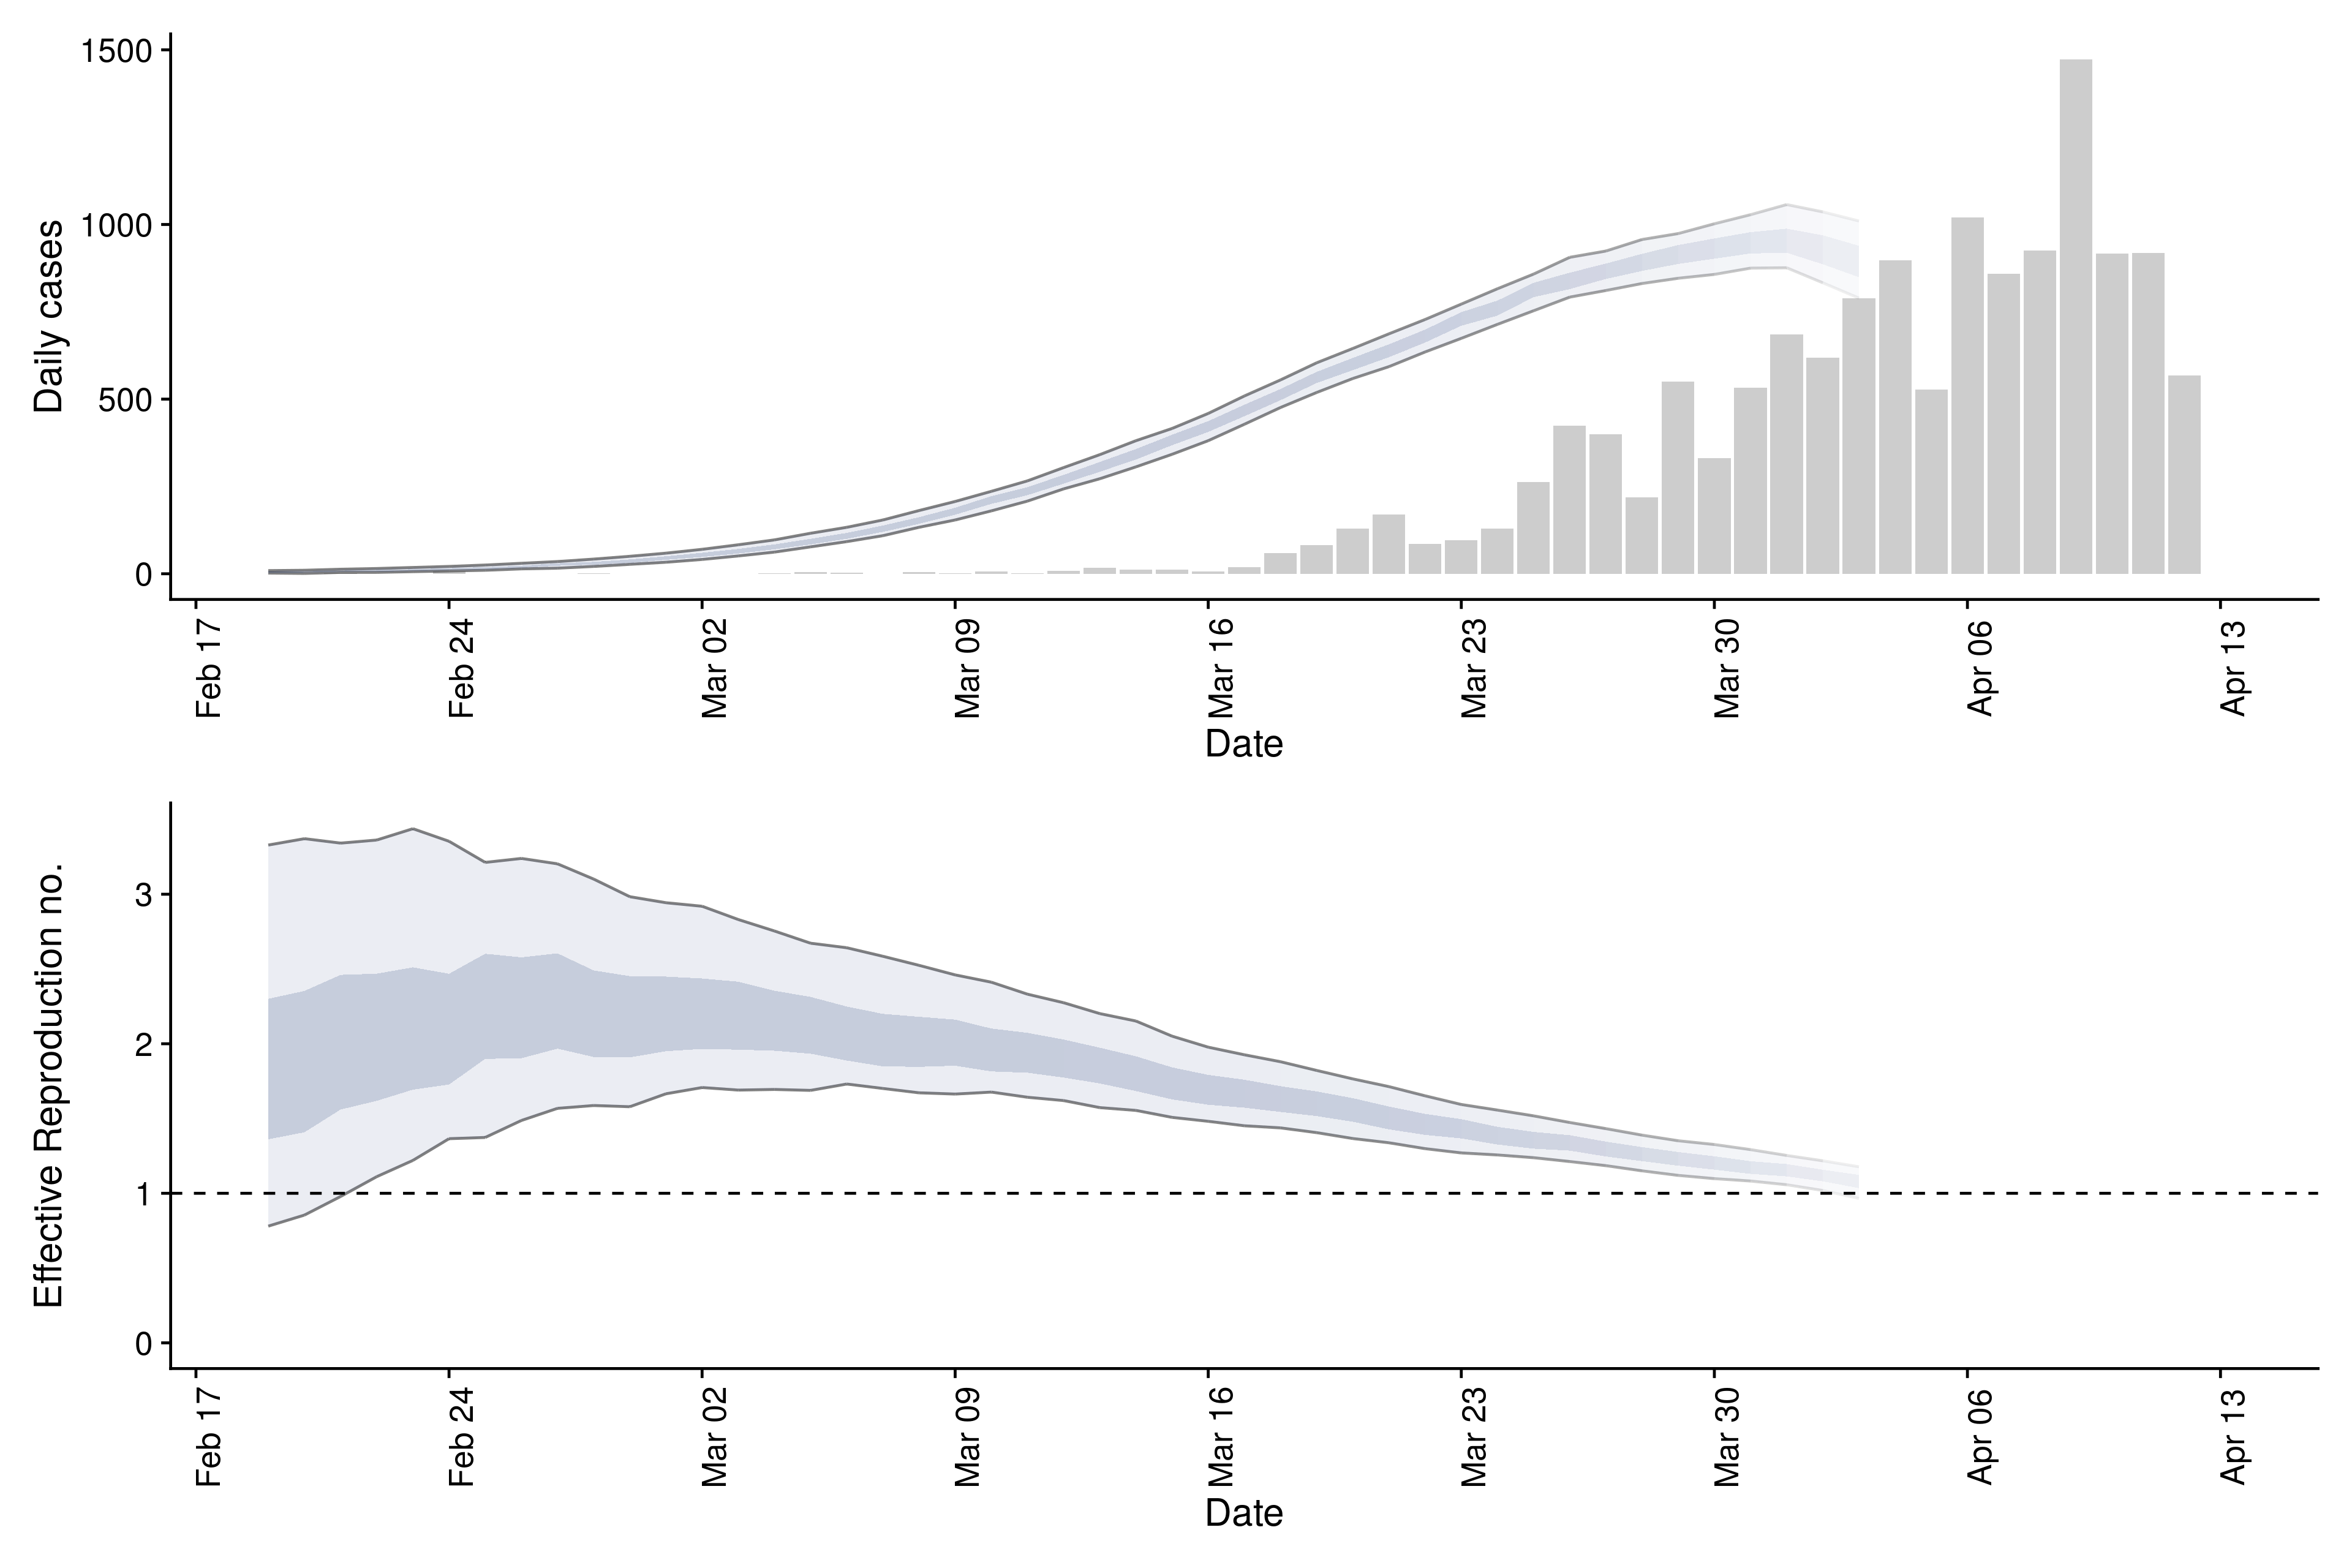 Daily cases
1500
1000
500
0
Feb 17
Feb 24
Mar 02
Mar 09
Mar 16
Mar 23
Mar 30
Apr 06
Apr 13
Date
Effective Reproduction no.
3
2
1
0
Feb 17
Feb 24
Mar 02
Mar 09
Mar 16
Mar 23
Mar 30
Apr 06
Apr 13
Date